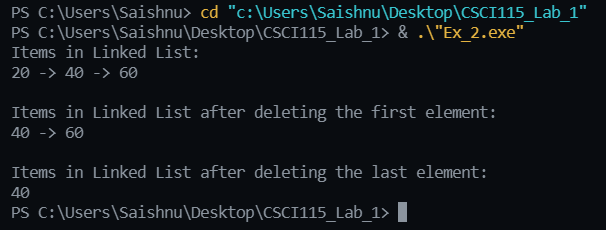 PS C:\Users\Saishnu> cd "c:\Users\Saishnu\Desktop\CSCI115_Lab_1"
PS C:\Users\Saishnu\Desktop\CSCI115_Lab_1> & .\"Ex_2.exe"
Items in Linked List:
20 -> 40 -> 60

Items in Linked List after deleting the first element:
40 -> 60

Items in Linked List after deleting the last element:
40
PS C:\Users\Saishnu\Desktop\CSCI115_Lab_1>